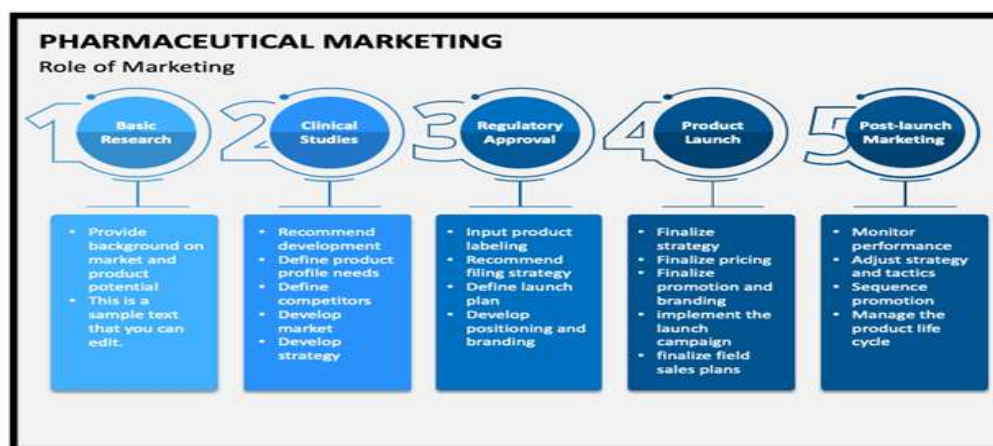 PHARMACEUTICAL MARKETING
Role of Marketing
1
Basic
Research
2
Clinical
Studies
3
Regulatory
Approval
4
Product
Launch
5
Post-launch
Marketing
• Provide
background on
market and
product
potential
• This is a
sample text
that you can
edit.
• Recommend
development
• Define product
profile needs
• Define
competitors
• Develop
market
• Develop
strategy
• Input product
labeling
• Recommend
filing strategy
• Define launch
plan
• Develop
positioning and
branding
• Finalize
strategy
• Finalize pricing
• Finalize
promotion and
branding
• implement the
launch
campaign
• finalize field
sales plans
• Monitor
performance
• Adjust strategy
and tactics
• Sequence
promotion
• Manage the
product life
cycle